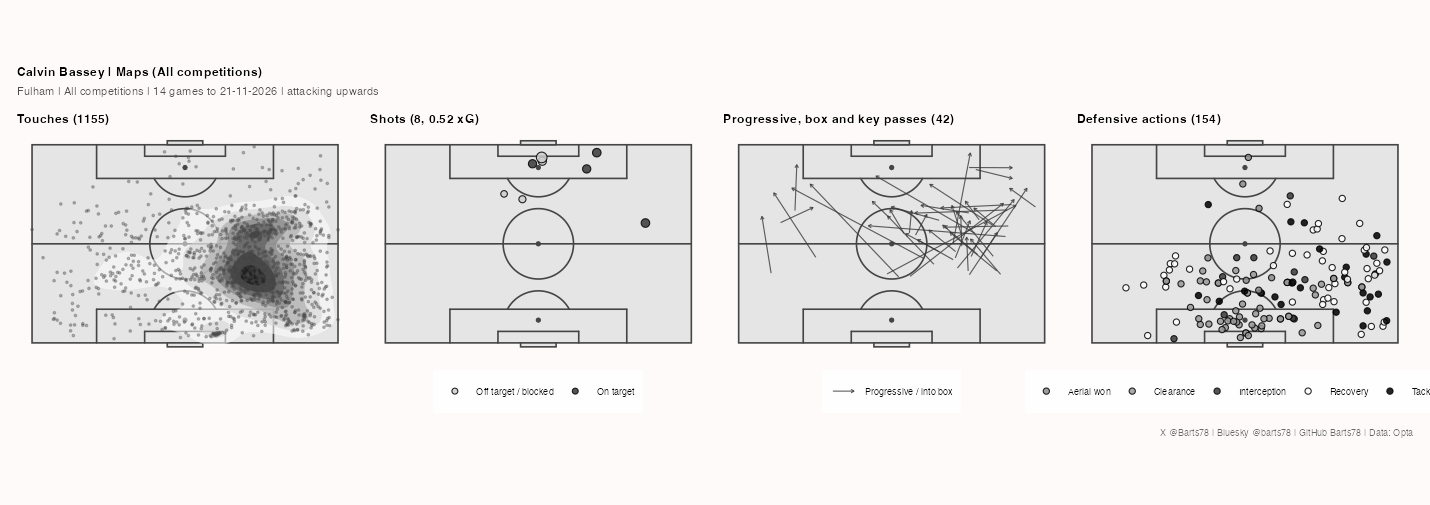 Calvin Bassey | Maps (All competitions)
Fulham | All competitions | 14 games to 21-11-2026 | attacking upwards
Touches (1155)
Shots (8, 0.52 xG)
Progressive, box and key passes (42)
Defensive actions (154)
Off target / blocked
On target
Progressive / into box
Aerial won
Clearance
Interception
Recovery
Tack
X @Barts78 | Bluesky @barts78 | GitHub Barts78 | Data: Opta